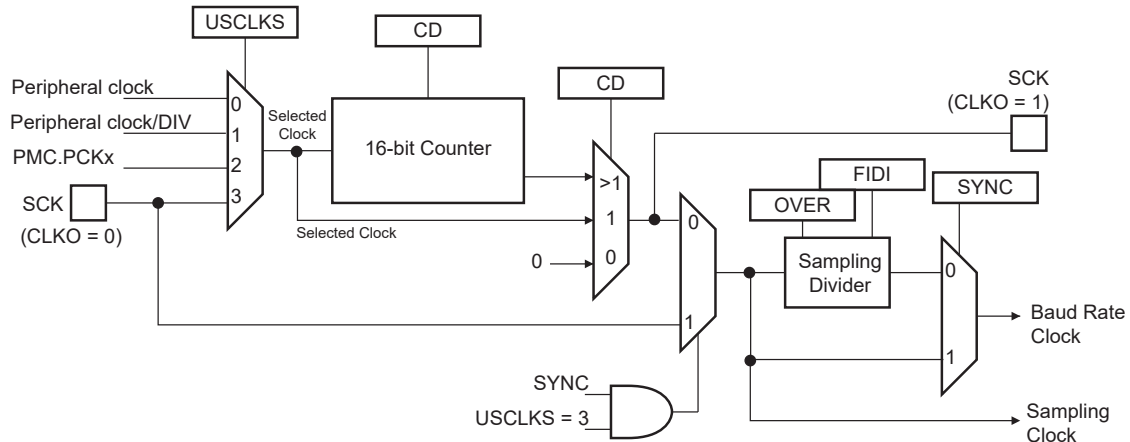 USCLKS
CD
Peripheral clock
0
Peripheral clock/DIV
1
PMC.PCKx
2
SCK
3
(CLKO = 0)
Selected
Clock
16-bit Counter
Selected Clock
CD
>1
1
0
0
SCK
(CLKO = 1)
0
1
SYNC
USCLKS = 3
FIDI
OVER
SYNC
Sampling
Divider
0
1
Baud Rate
Clock
Sampling
Clock